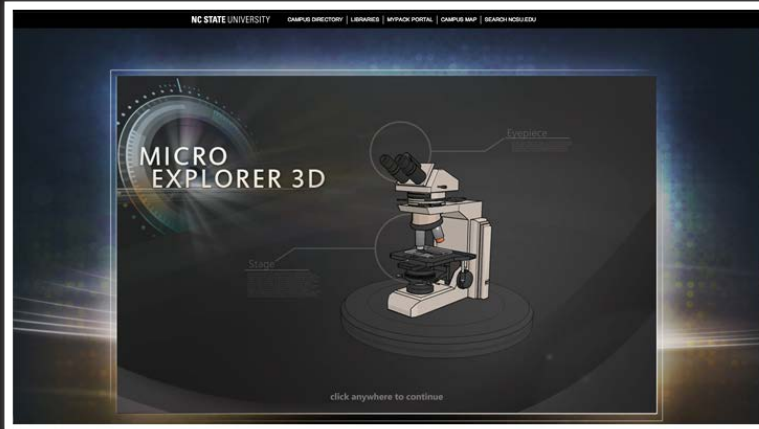 NC STATE UNIVERSITY CAMPUS DIRECTORY | LIBRARIES | MYPACK PORTAL | CAMPUS MAP | SEARCH NCSU.EDU
MICRO
EXPLORER 3D
Eyepiece
Stage
click anywhere to continue